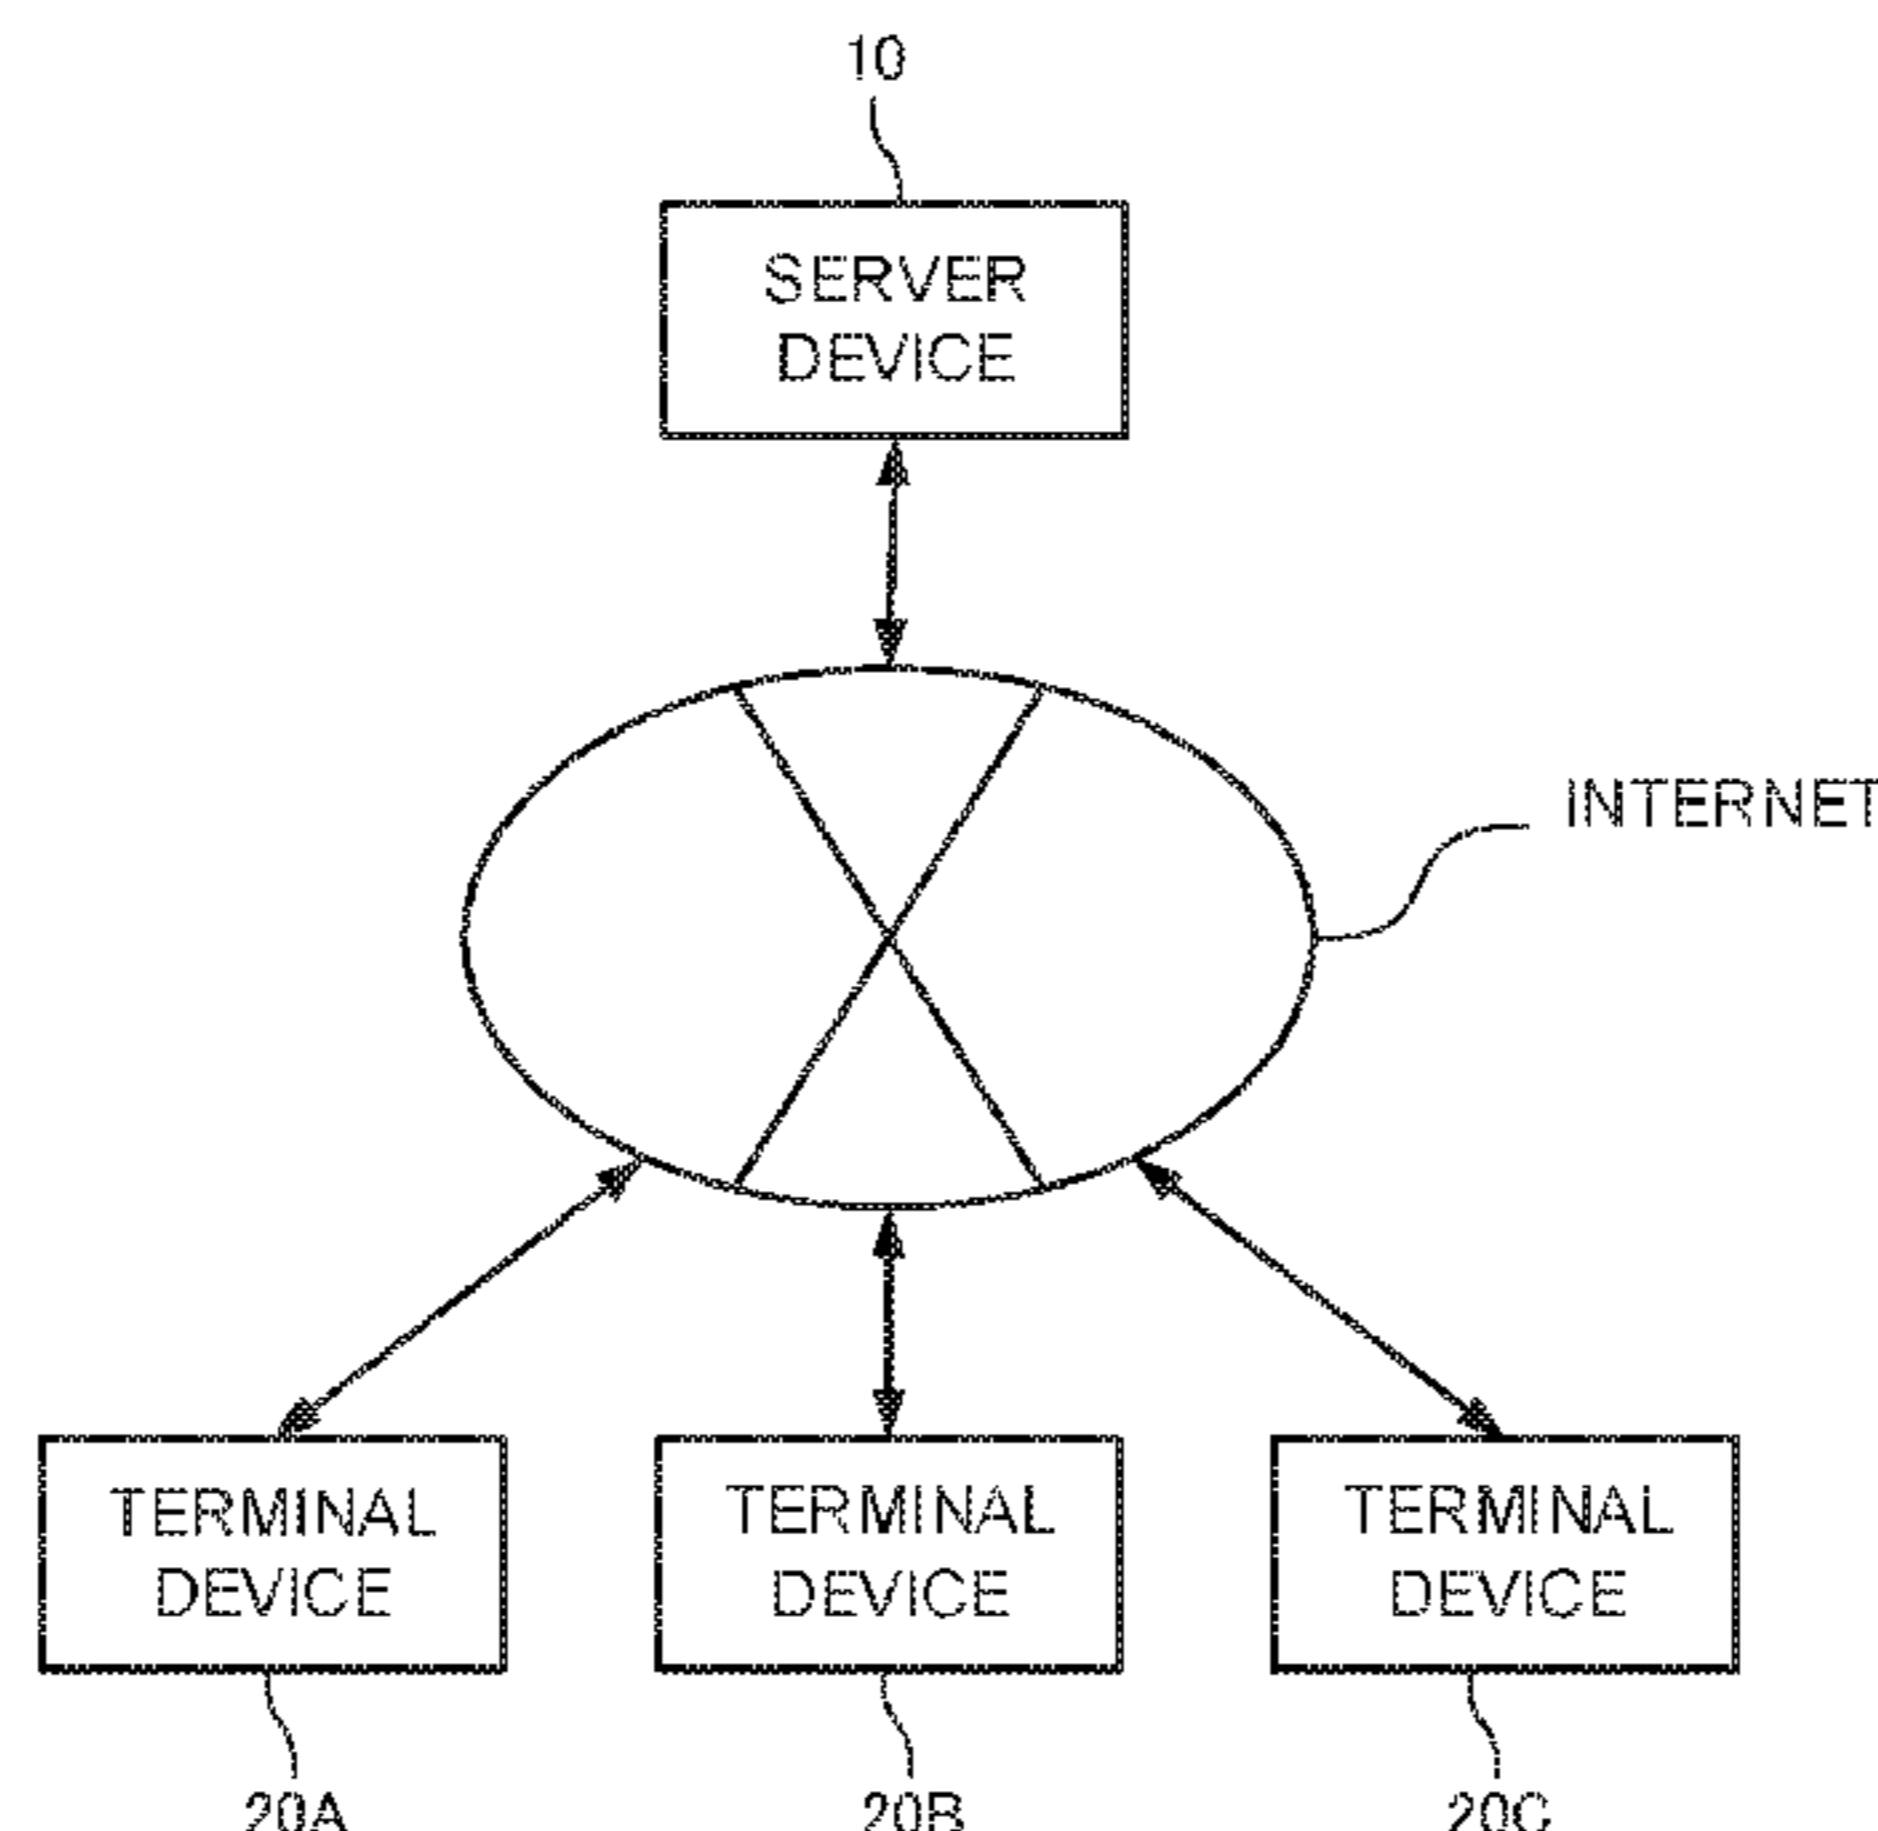 10
SERVER
DEVICE
INTERNET
TERMINAL
DEVICE
TERMINAL
DEVICE
TERMINAL
DEVICE
20A
20B
20C